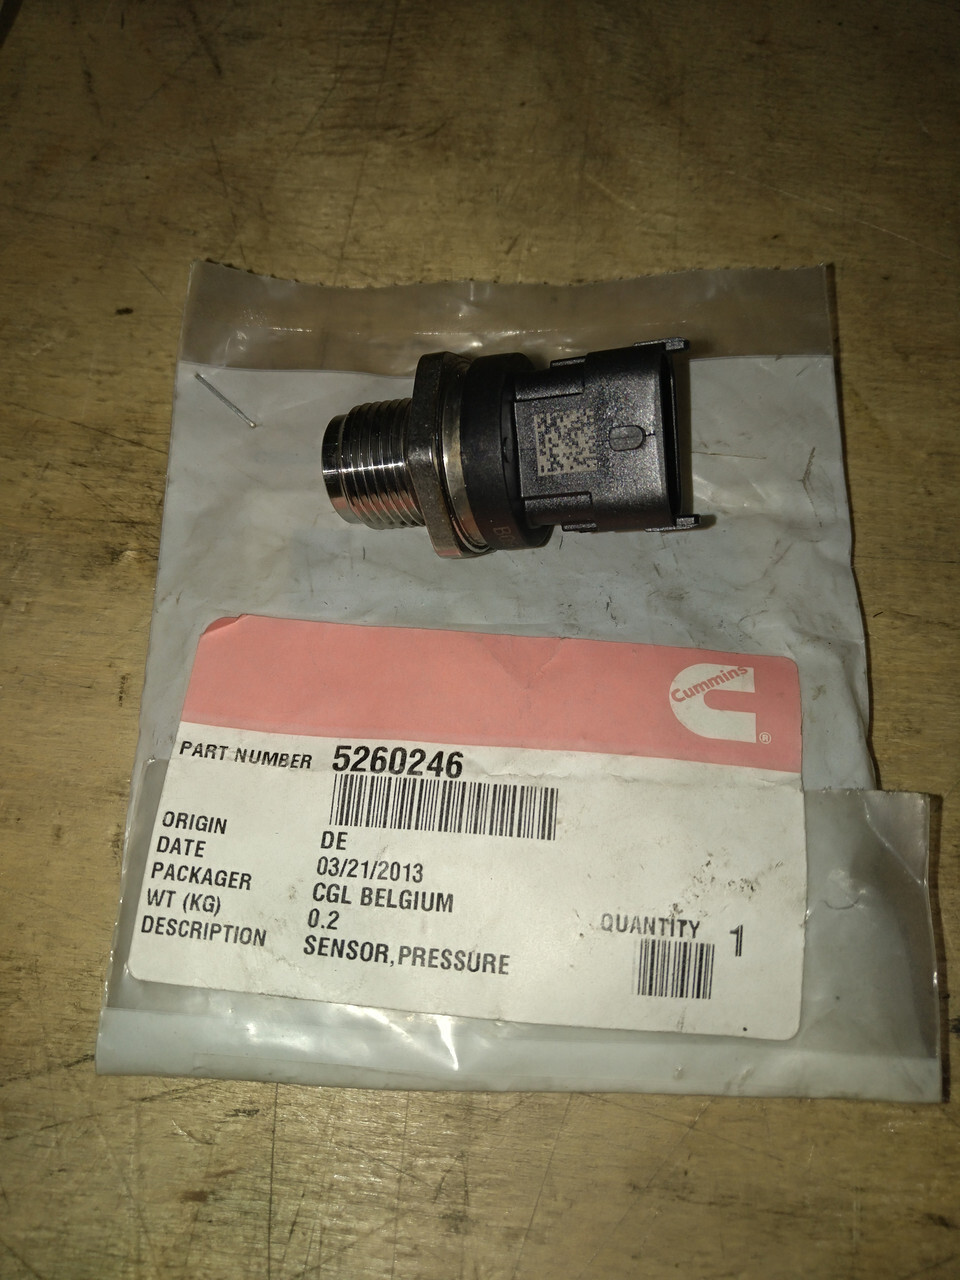 Cummins
®
PART NUMBER 5260246
ORIGIN DE
DATE 03/21/2013
PACKAGER CGL BELGIUM
WT (KG) 0.2
DESCRIPTION SENSOR,PRESSURE
QUANTITY 1